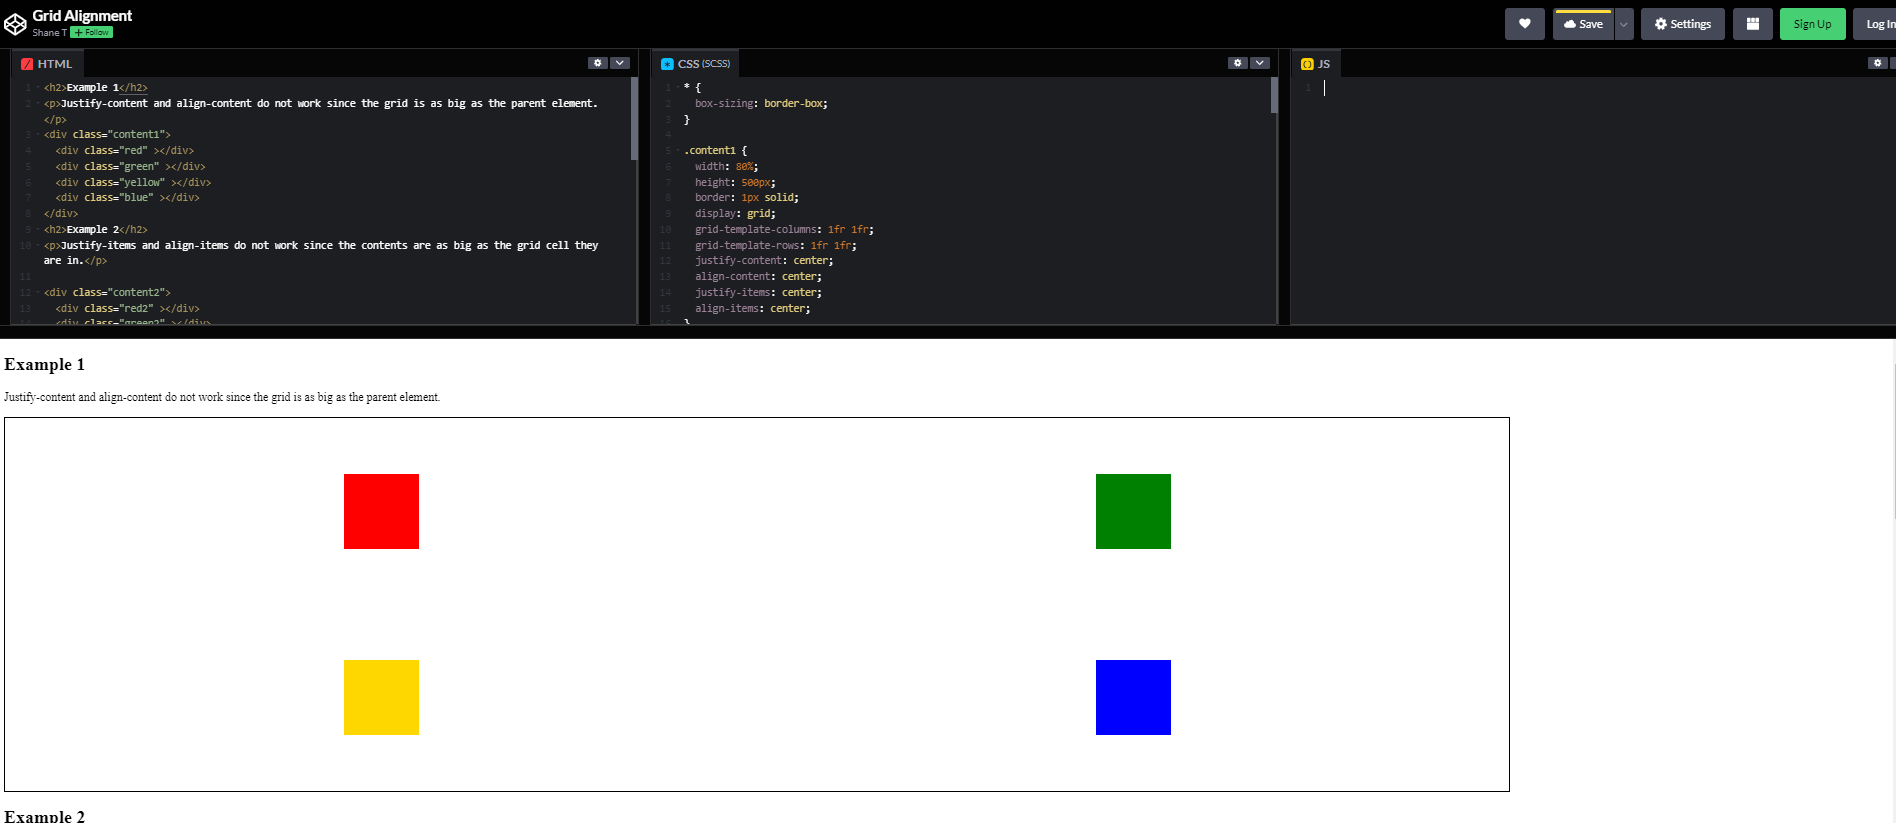 Grid Alignment
Shane T + Follow
Save
Settings
Sign Up
Log In
HTML
1 <h2>Example 1</h2>
2 <p>Justify-content and align-content do not work since the grid is as big as the parent element.
</p>
3 <div class="content1">
4 <div class="red" ></div>
5 <div class="green" ></div>
6 <div class="yellow" ></div>
7 <div class="blue" ></div>
8 </div>
9 <h2>Example 2</h2>
10 <p>Justify-items and align-items do not work since the contents are as big as the grid cell they
are in.</p>
11
12 <div class="content2">
13 <div class="red2" ></div>
14 <div class="green2" ></div>
CSS (SCSS)
1 * {
2 box-sizing: border-box;
3 }
4
5 .content1 {
6 width: 80%;
7 height: 500px;
8 border: 1px solid;
9 display: grid;
10 grid-template-columns: 1fr 1fr;
11 grid-template-rows: 1fr 1fr;
12 justify-content: center;
13 align-content: center;
14 justify-items: center;
15 align-items: center;
16 }
JS
1
Example 1
Justify-content and align-content do not work since the grid is as big as the parent element.
Example 2